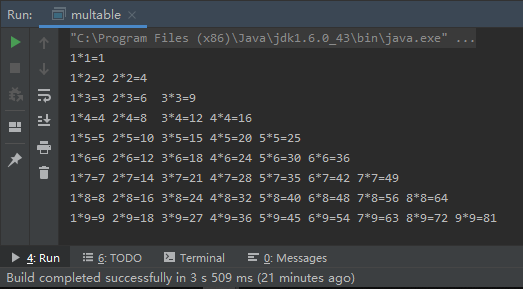 Run: multable
"C:\Program Files (x86)\Java\jdk1.6.0_43\bin\java.exe" ...
1*1=1
1*2=2 2*2=4
1*3=3 2*3=6  3*3=9
1*4=4 2*4=8  3*4=12 4*4=16
1*5=5 2*5=10 3*5=15 4*5=20 5*5=25
1*6=6 2*6=12 3*6=18 4*6=24 5*6=30 6*6=36
1*7=7 2*7=14 3*7=21 4*7=28 5*7=35 6*7=42 7*7=49
1*8=8 2*8=16 3*8=24 4*8=32 5*8=40 6*8=48 7*8=56 8*8=64
1*9=9 2*9=18 3*9=27 4*9=36 5*9=45 6*9=54 7*9=63 8*9=72 9*9=81
4: Run 6: TODO Terminal 0: Messages
Build completed successfully in 3 s 509 ms (21 minutes ago)